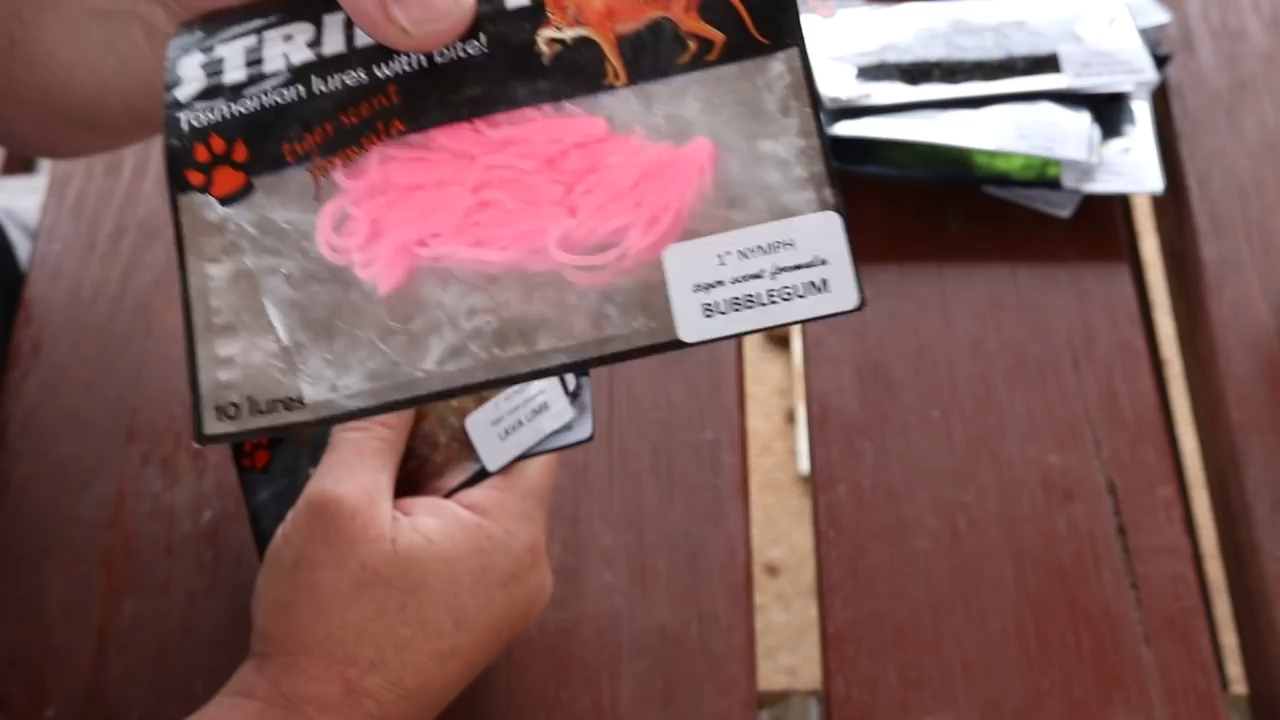 STRI
Tasmanian lures with bite!
tiger scent
formula
1" NYMPH
tiger scent formula
BUBBLEGUM
10 lures
LAVA LIME